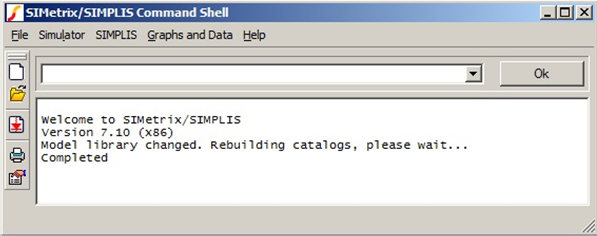 SIMetrix/SIMPLIS Command Shell
File Simulator SIMPLIS Graphs and Data Help
Ok
Welcome to SIMetrix/SIMPLIS
Version 7.10 (x86)
Model library changed. Rebuilding catalogs, please wait...
Completed